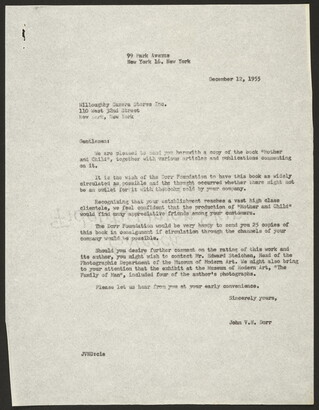 99 Park Avenue
New York 16, New York
December 12, 1955
Willoughby Camera Stores Inc.
110 West 32nd Street
New York, New York
Gentlemen:
We are pleased to send you herewith a copy of the book "Mother
and Child", together with various articles and publications commenting
on it.
It is the wish of the Dorr Foundation to have this book as widely
circulated as possible and the thought occurred whether there might not
be an outlet for it with the books sold by your company.
Recognizing that your establishment reaches a vast high class
clientele, we feel confident that the production of "Mother and Child"
would find many appreciative friends among your customers.
The Dorr Foundation would be very ready to send you 25 copies of
this book in consignment if circulation through the channels of your
company would be possible.
Should you desire further comment on the rating of this work and
its author, you might wish to contact Mr. Edward Steichen, Head of the
Photographic Department of the Museum of Modern Art. We might also bring
to your attention that the exhibit at the Museum of Modern Art, "The
Family of Man", included four of the author's photographs.
Please let us hear from you at your early convenience.
Sincerely yours,
John V.N. Dorr
JVND:cis